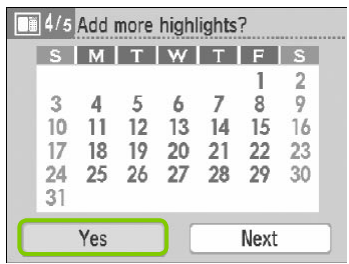 4/5 Add more highlights?
S M T W T F S
1 2
3 4 5 6 7 8 9
10 11 12 13 14 15 16
17 18 19 20 21 22 23
24 25 26 27 28 29 30
31
Yes Next